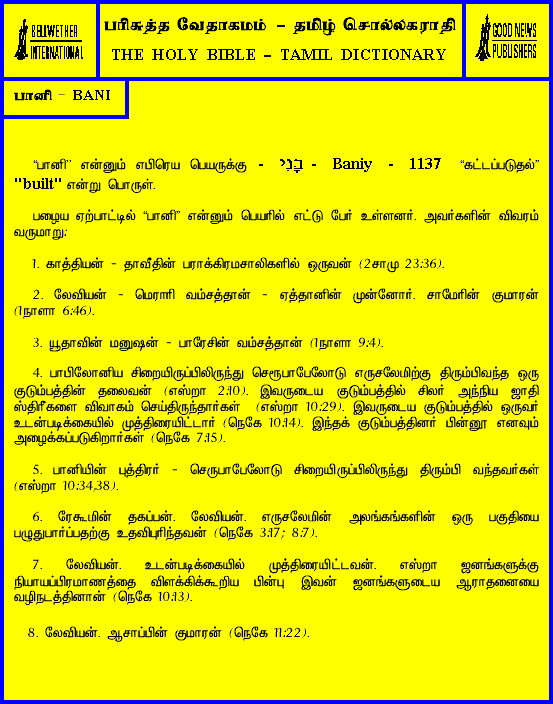 BELLWETHER
INTERNATIONAL
பரிசுத்த வேதாகமம் – தமிழ் சொல்லகராதி
THE HOLY BIBLE – TAMIL DICTIONARY
GOOD NEWS
PUBLISHERS
பானி – BANI
“பானி” என்னும் எபிரெய பெயருக்கு - בָּנִי - Baniy - 1137 “கட்டப்படுதல்”
"built" என்று பொருள்.
பழைய ஏற்பாட்டில் “பானி” என்னும் பெயரில் எட்டு பேர் உள்ளனர். அவர்களின் விவரம்
வருமாறு:
1. காத்தியன் – தாவீதின் பராக்கிரமசாலிகளில் ஒருவன் (2சாமு 23:36).
2. லேவியன் – மெராரி வம்சத்தான் – ஏத்தானின் முன்னோர். சாமேரின் குமாரன்
(1நாளா 6:46).
3. யூதாவின் மனுஷன் – பாரேசின் வம்சத்தான் (1நாளா 9:4).
4. பாபிலோனிய சிறையிருப்பிலிருந்து செரூபாபேலோடு எருசலேமிற்கு திரும்பிவந்த ஒரு
குடும்பத்தின் தலைவன் (எஸ்றா 2:10). இவருடைய குடும்பத்தில் சிலர் அந்நிய ஜாதி
ஸ்திரீகளை விவாகம் செய்திருந்தார்கள் (எஸ்றா 10:29). இவருடைய குடும்பத்தில் ஒருவர்
உடன்படிக்கையில் முத்திரையிட்டார் (நெகே 10:14). இந்தக் குடும்பத்தினர் பின்னூ எனவும்
அழைக்கப்படுகிறார்கள் (நெகே 7:15).
5. பானியின் புத்திரர் – செருபாபேலோடு சிறையிருப்பிலிருந்து திரும்பி வந்தவர்கள்
(எஸ்றா 10:34,38).
6. ரேகூமின் தகப்பன். லேவியன். எருசலேமின் அலங்கங்களின் ஒரு பகுதியை
பழுதுபார்ப்பதற்கு உதவிபுரிந்தவன் (நெகே 3:17; 8:7).
7. லேவியன். உடன்படிக்கையில் முத்திரையிட்டவன். எஸ்றா ஜனங்களுக்கு
நியாயப்பிரமாணத்தை விளக்கிக்கூறிய பின்பு இவன் ஜனங்களுடைய ஆராதனையை
வழிநடத்தினான் (நெகே 10:13).
8. லேவியன். ஆசாப்பின் குமாரன் (நெகே 11:22).